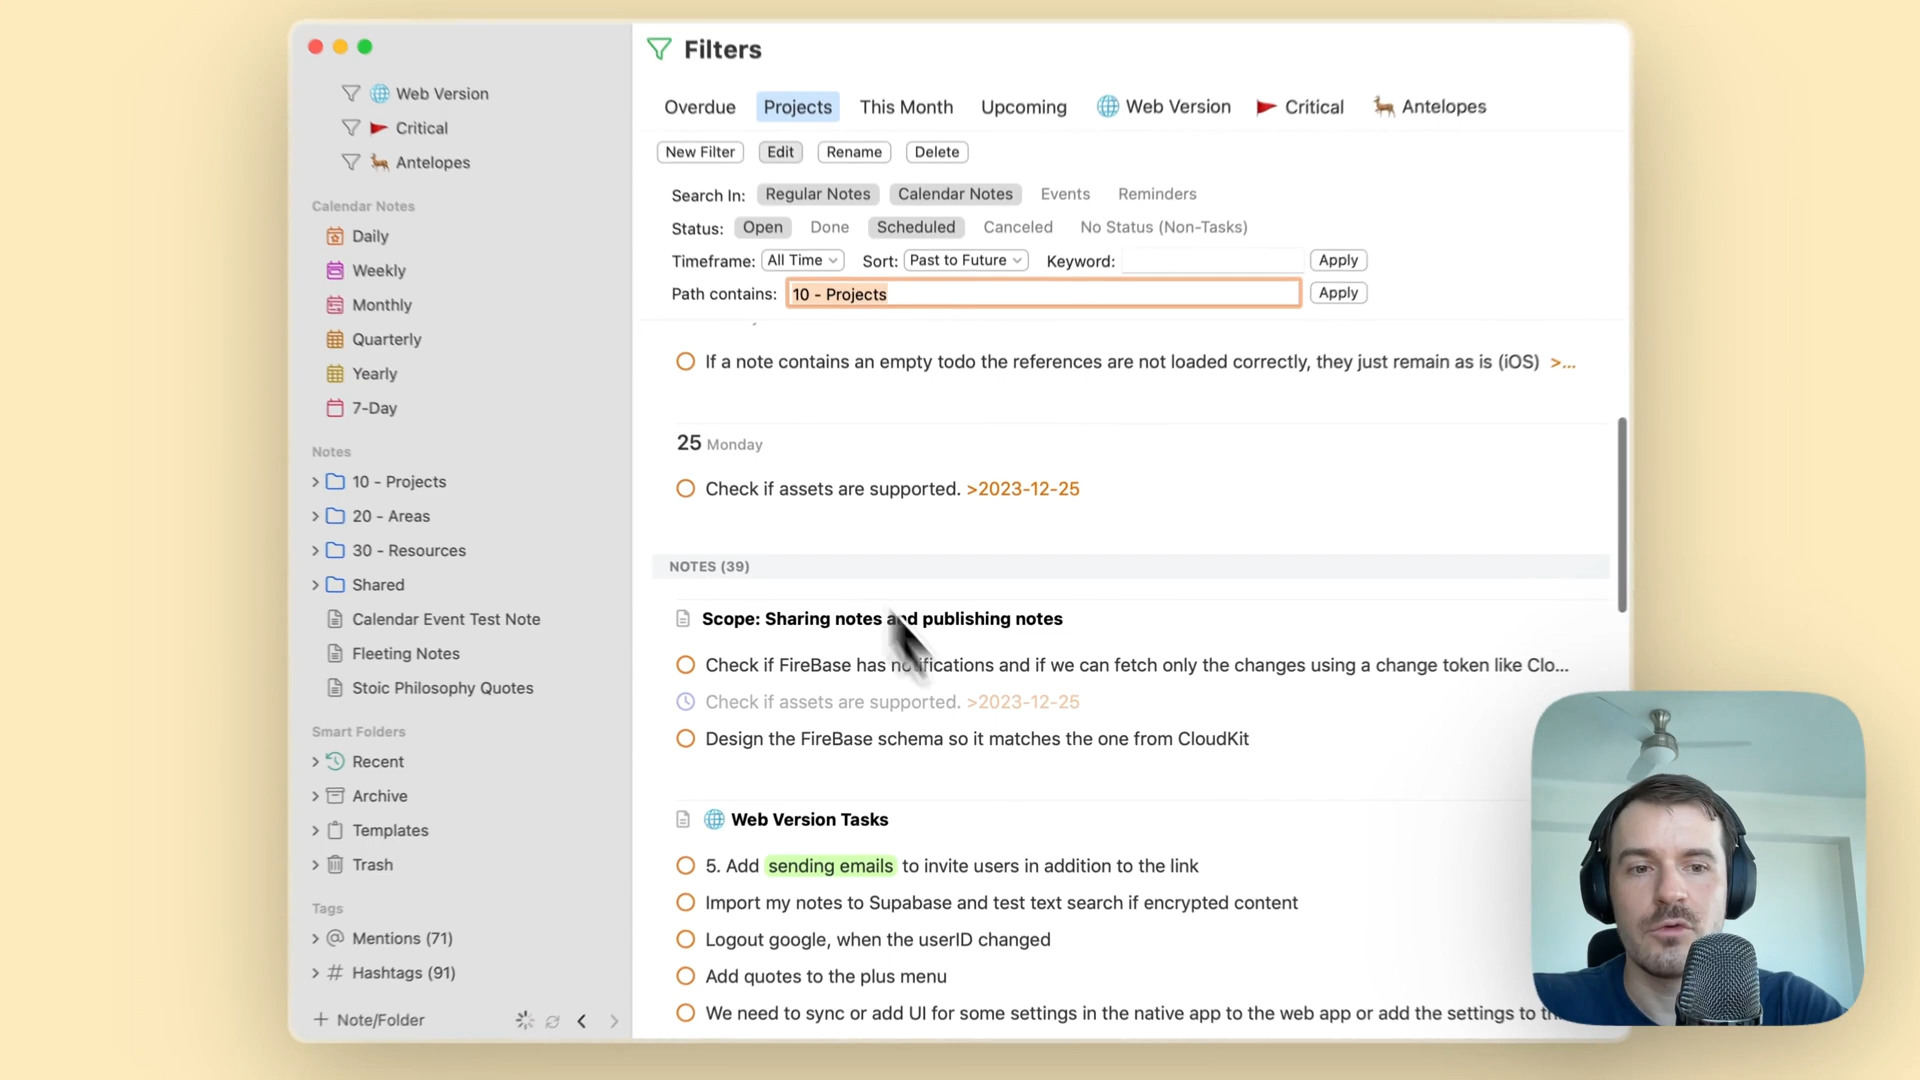 Web Version
Critical
Antelopes
Calendar Notes
Daily
Weekly
Monthly
Quarterly
Yearly
7-Day
Notes
10 - Projects
20 - Areas
30 - Resources
Shared
Calendar Event Test Note
Fleeting Notes
Stoic Philosophy Quotes
Smart Folders
Recent
Archive
Templates
Trash
Tags
@ Mentions (71)
# Hashtags (91)
+ Note/Folder
Filters
Overdue Projects This Month Upcoming Web Version Critical Antelopes
New Filter Edit Rename Delete
Search In: Regular Notes Calendar Notes Events Reminders
Status: Open Done Scheduled Canceled No Status (Non-Tasks)
Timeframe: All Time Sort: Past to Future Keyword: Apply
Path contains: 10 - Projects Apply
If a note contains an empty todo the references are not loaded correctly, they just remain as is (iOS) >...
25 Monday
Check if assets are supported. >2023-12-25
NOTES (39)
Scope: Sharing notes and publishing notes
Check if FireBase has notifications and if we can fetch only the changes using a change token like Clo...
Check if assets are supported. >2023-12-25
Design the FireBase schema so it matches the one from CloudKit
Web Version Tasks
5. Add sending emails to invite users in addition to the link
Import my notes to Supabase and test text search if encrypted content
Logout google, when the userID changed
Add quotes to the plus menu
We need to sync or add UI for some settings in the native app to the web app or add the settings to